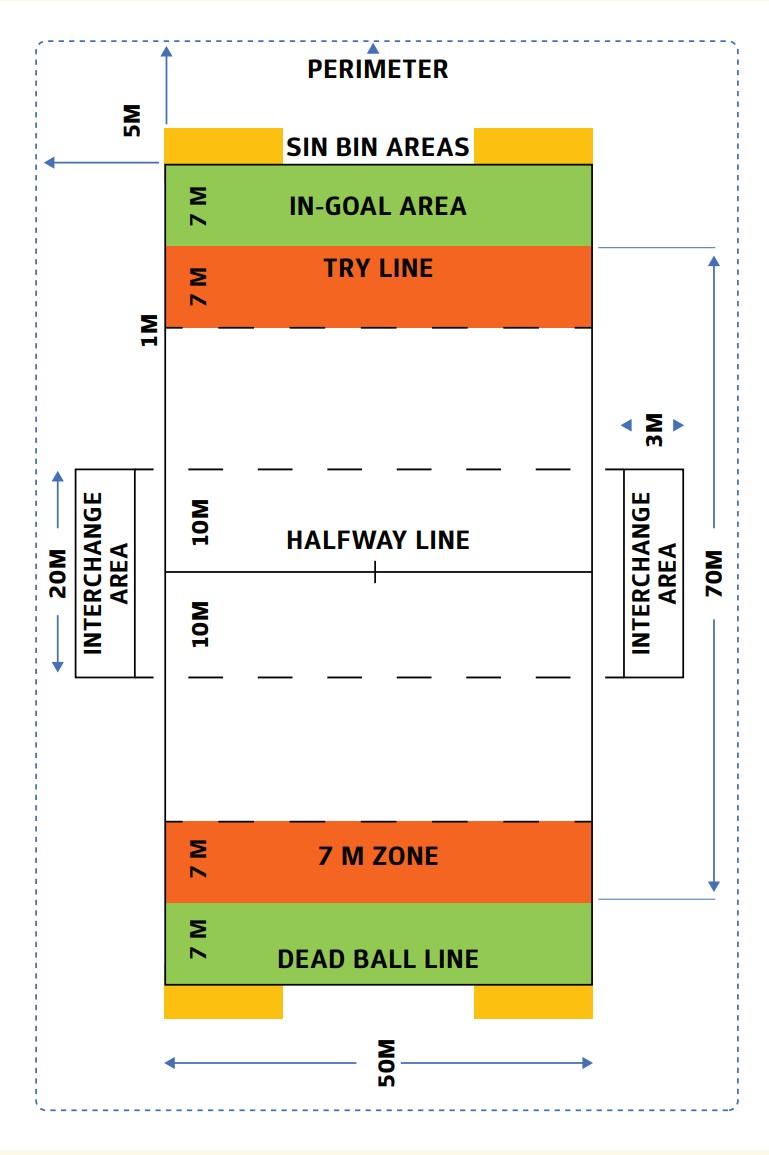 20M
INTERCHANGE
AREA
5M
1M
7 M
7 M
10M
10M
7 M
7 M
DEAD BALL LINE
7 M ZONE
HALFWAY LINE
TRY LINE
IN-GOAL AREA
SIN BIN AREAS
PERIMETER
50M
INTERCHANGE
AREA
3M
70M